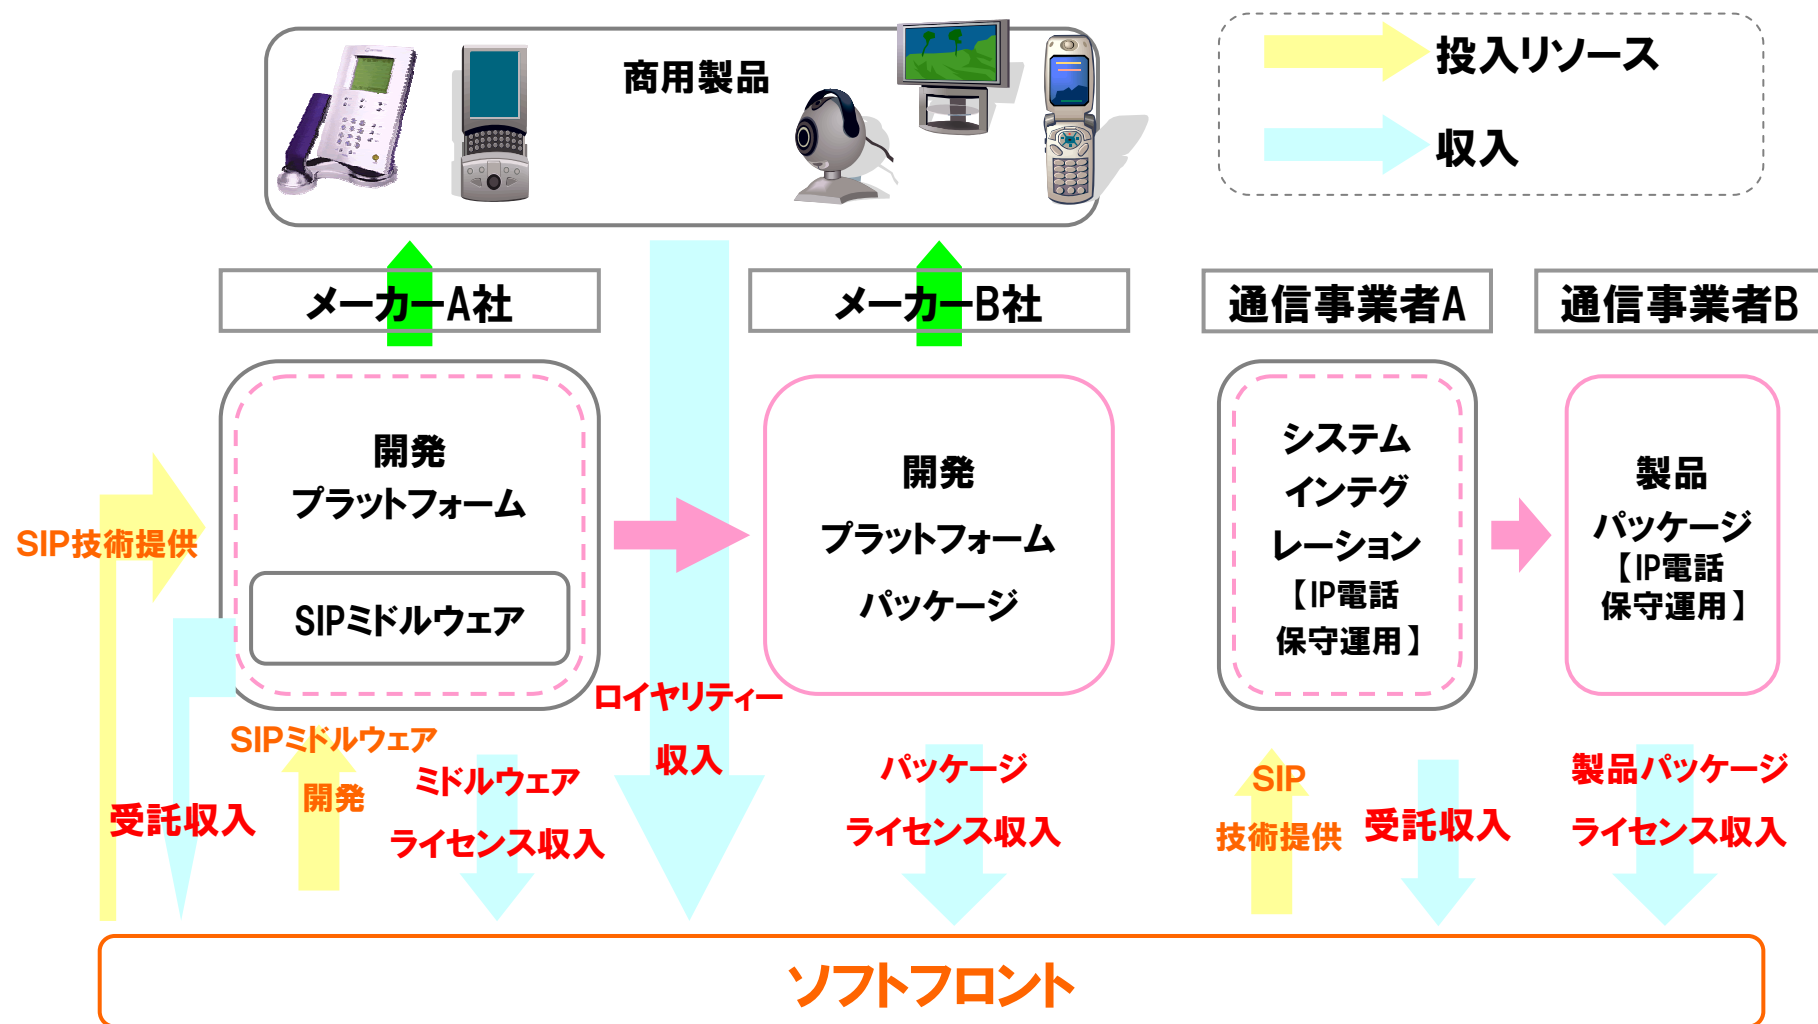 商用製品
投入リソース
収入
メーカーA社
メーカーB社
通信事業者A
通信事業者B
開発
プラットフォーム
SIPミドルウェア
開発
プラットフォーム
パッケージ
システム
インテグ
レーション
【IP電話
保守運用】
製品
パッケージ
【IP電話
保守運用】
SIP技術提供
受託収入
SIPミドルウェア
開発
ミドルウェア
ライセンス収入
ロイヤリティー
収入
パッケージ
ライセンス収入
SIP
技術提供
受託収入
製品パッケージ
ライセンス収入
ソフトフロント